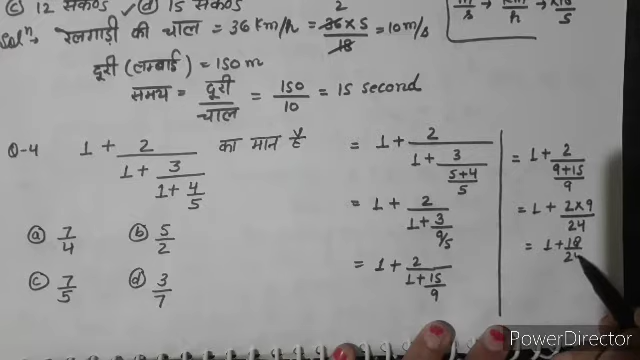 (c) 12 सेकेण्ड ✓(d) 15 सेकेण्ड
Solⁿ→ रेलगाड़ी की चाल = 36 Km/h = 36×5/18 = 10 m/s
2
m/s → km/h → ×18/5
दूरी (लम्बाई) = 150 m
समय = दूरी/चाल = 150/10 = 15 second
Q-4 1 + 2/(1 + 3/(1 + 4/5)) का मान है
(a) 7/4 (b) 5/2
(c) 7/5 (d) 3/7
= 1 + 2/(1 + 3/((5+4)/5))
= 1 + 2/(1 + 3/(9/5))
= 1 + 2/(1 + 15/9)
= 1 + 2/((9+15)/9)
= 1 + (2×9)/24
= 1 + 18/24
PowerDirector